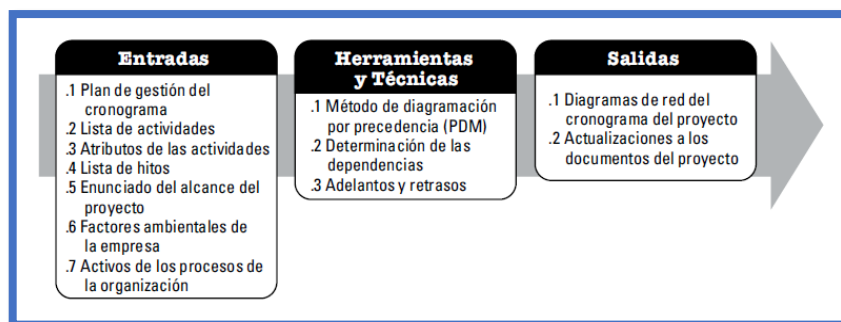 Entradas
.1 Plan de gestión del
cronograma
.2 Lista de actividades
.3 Atributos de las actividades
.4 Lista de hitos
.5 Enunciado del alcance del
proyecto
.6 Factores ambientales de
la empresa
.7 Activos de los procesos de
la organización
Herramientas
y Técnicas
.1 Método de diagramación
por precedencia (PDM)
.2 Determinación de las
dependencias
.3 Adelantos y retrasos
Salidas
.1 Diagramas de red del
cronograma del proyecto
.2 Actualizaciones a los
documentos del proyecto